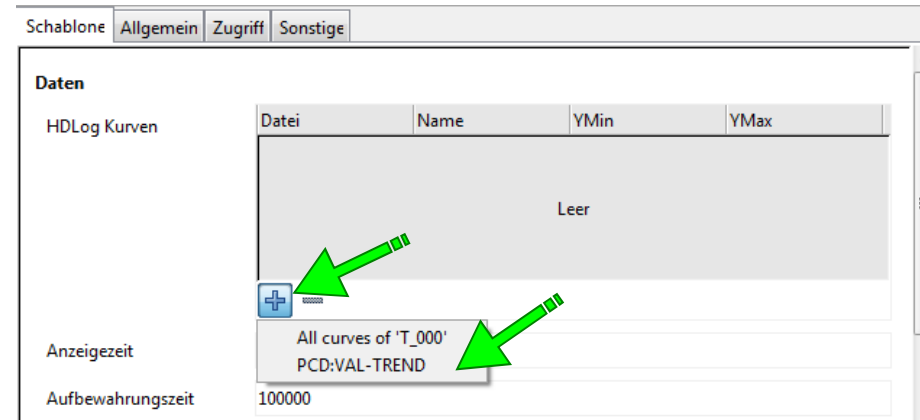 Schablone Allgemein Zugriff Sonstige
Daten
HDLog Kurven
Datei Name YMin YMax
Leer
All curves of 'T_000'
PCD:VAL-TREND
Anzeigezeit
Aufbewahrungszeit 100000